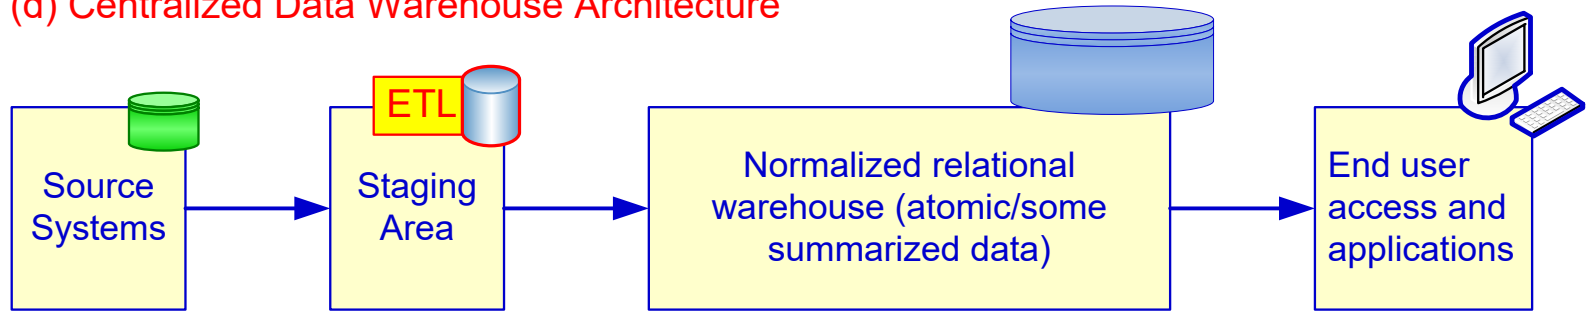 (d) Centralized Data Warehouse Architecture
ETL
Source
Systems
Staging
Area
Normalized relational
warehouse (atomic/some
summarized data)
End user
access and
applications